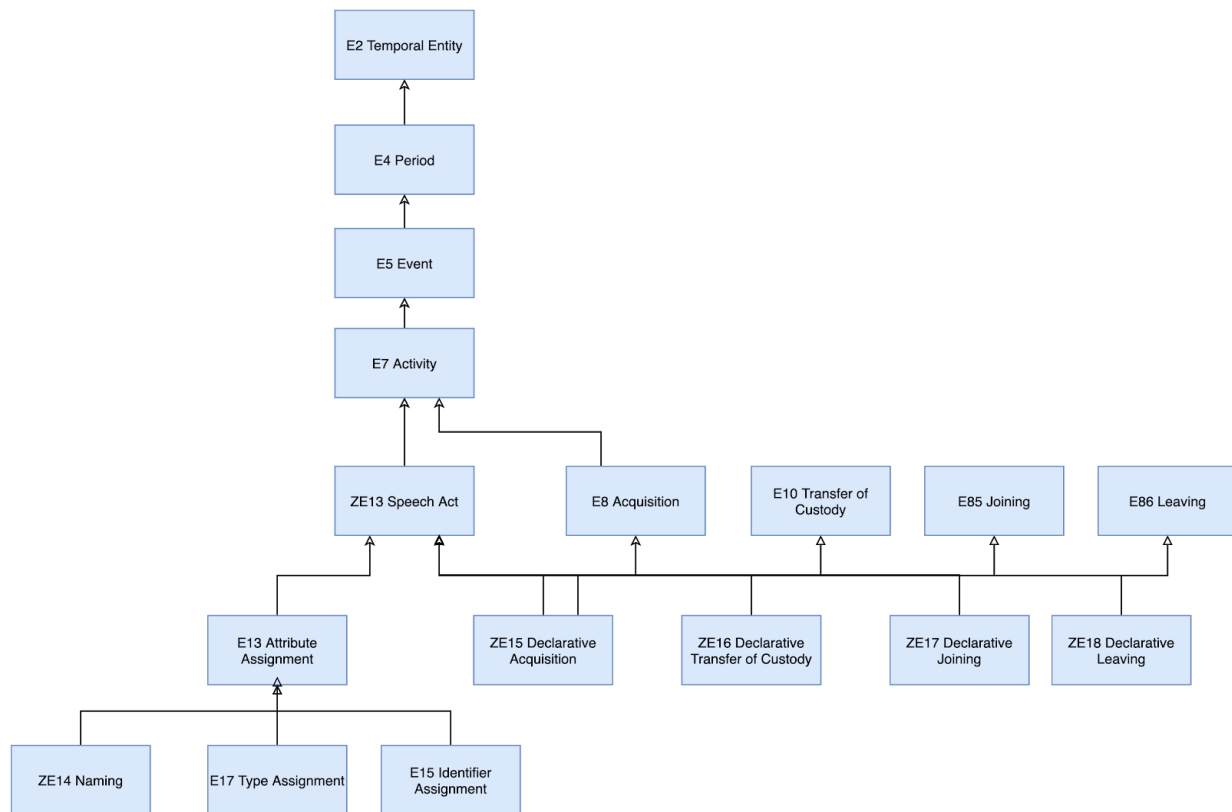 E2 Temporal Entity
E4 Period
E5 Event
E7 Activity
ZE13 Speech Act
E8 Acquisition
E10 Transfer of
Custody
E85 Joining
E86 Leaving
E13 Attribute
Assignment
ZE15 Declarative
Acquisition
ZE16 Declarative
Transfer of Custody
ZE17 Declarative
Joining
ZE18 Declarative
Leaving
ZE14 Naming
E17 Type Assignment
E15 Identifier
Assignment